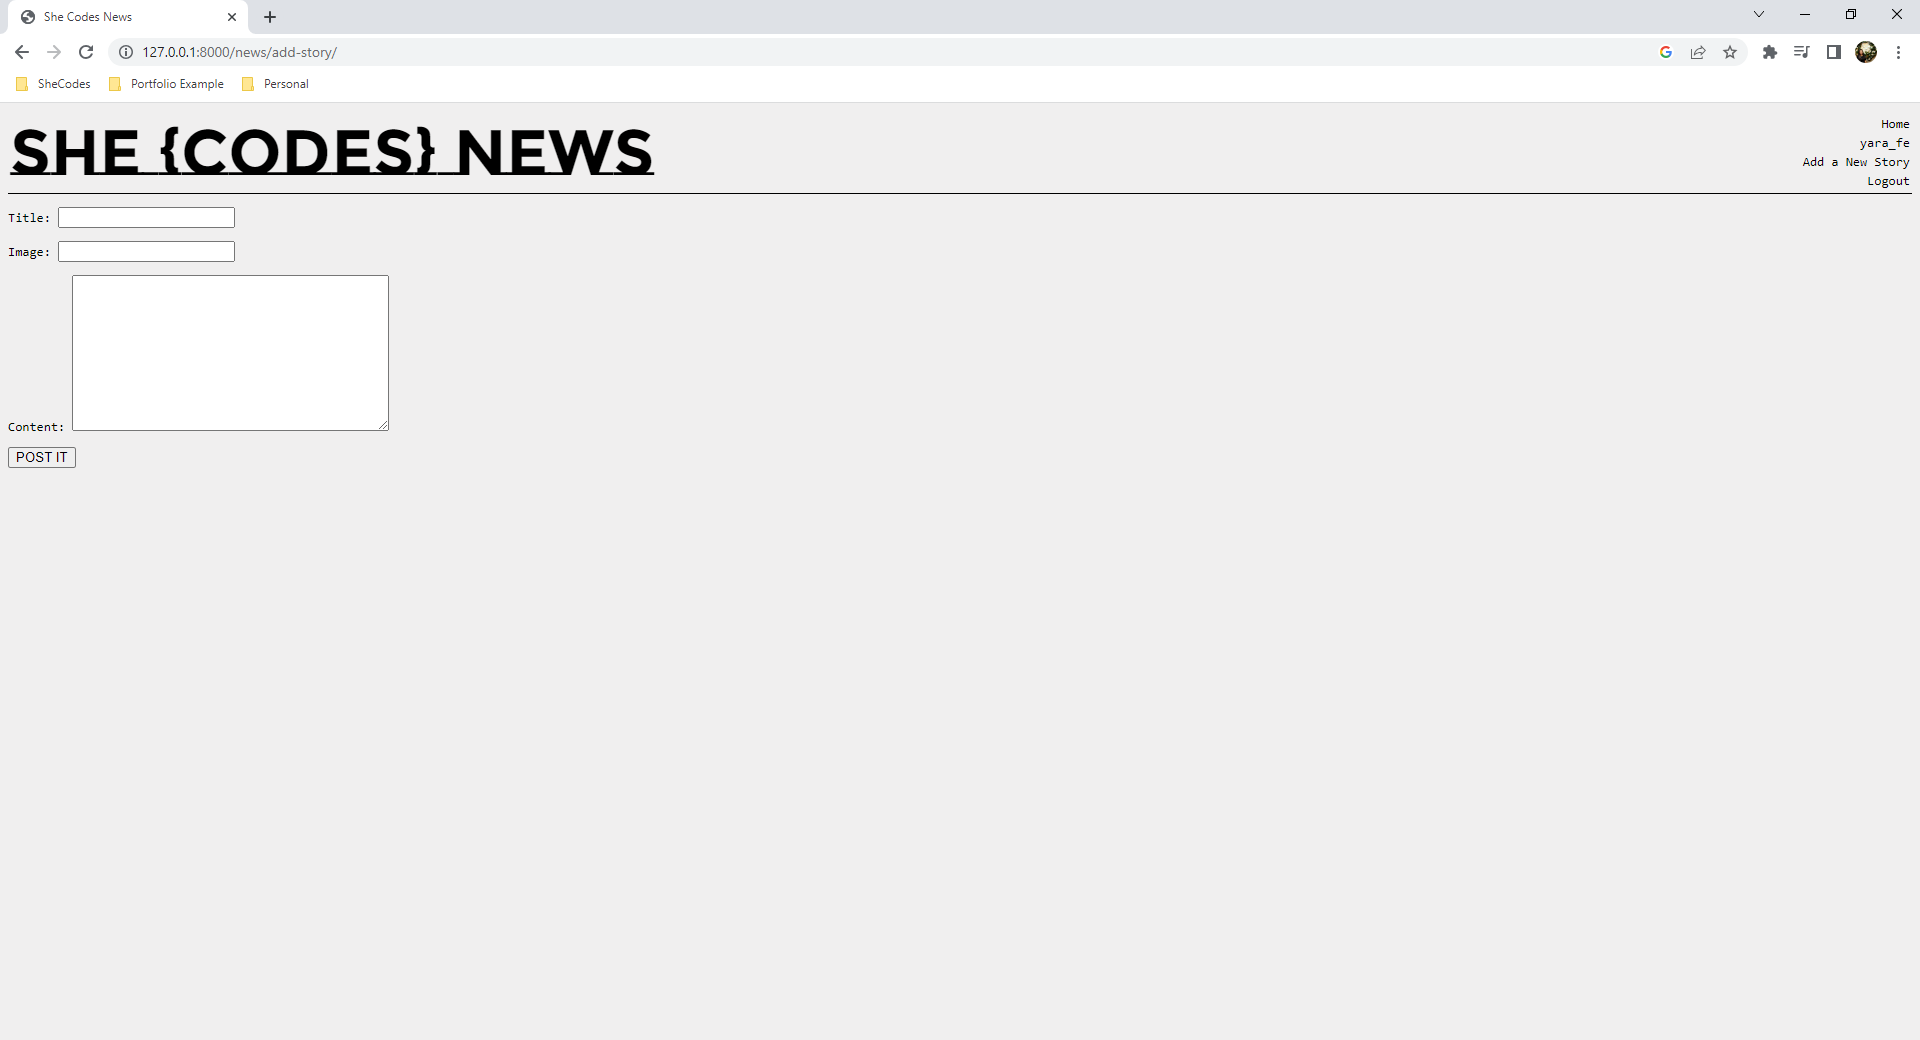 She Codes News
127.0.0.1:8000/news/add-story/
SheCodes Portfolio Example Personal
SHE {CODES} NEWS
Home
yara_fe
Add a New Story
Logout
Title:
Image:
Content:
POST IT